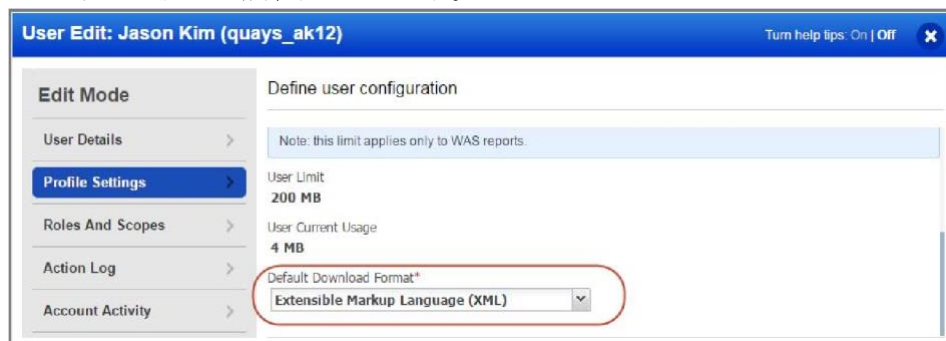 User Edit: Jason Kim (quays_ak12)
Turn help tips: On | Off
Edit Mode
User Details
Profile Settings
Roles And Scopes
Action Log
Account Activity
Define user configuration
Note: this limit applies only to WAS reports.
User Limit
200 MB
User Current Usage
4 MB
Default Download Format*
Extensible Markup Language (XML)